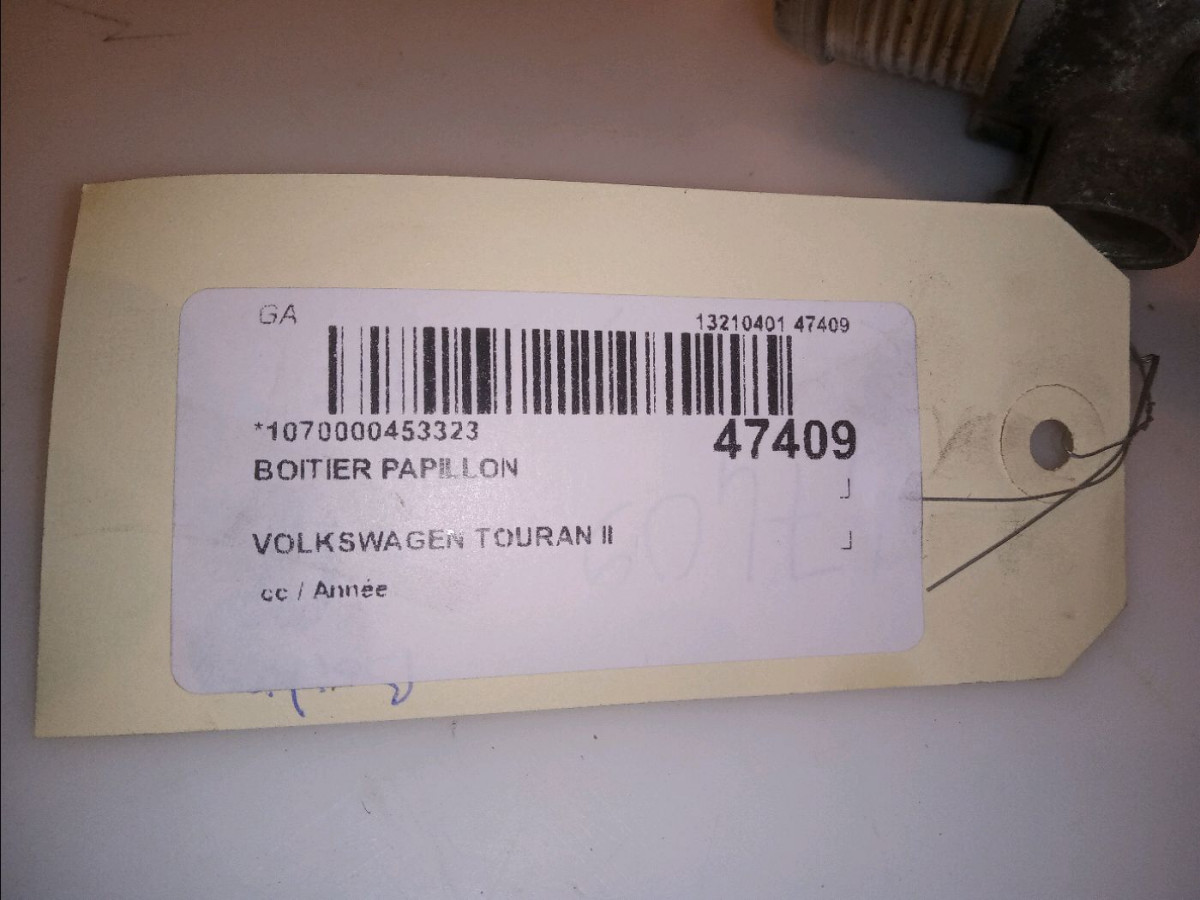 GA
13210401 47409
*1070000453323
47409
BOITIER PAPILLON
VOLKSWAGEN TOURAN II
cc / Année